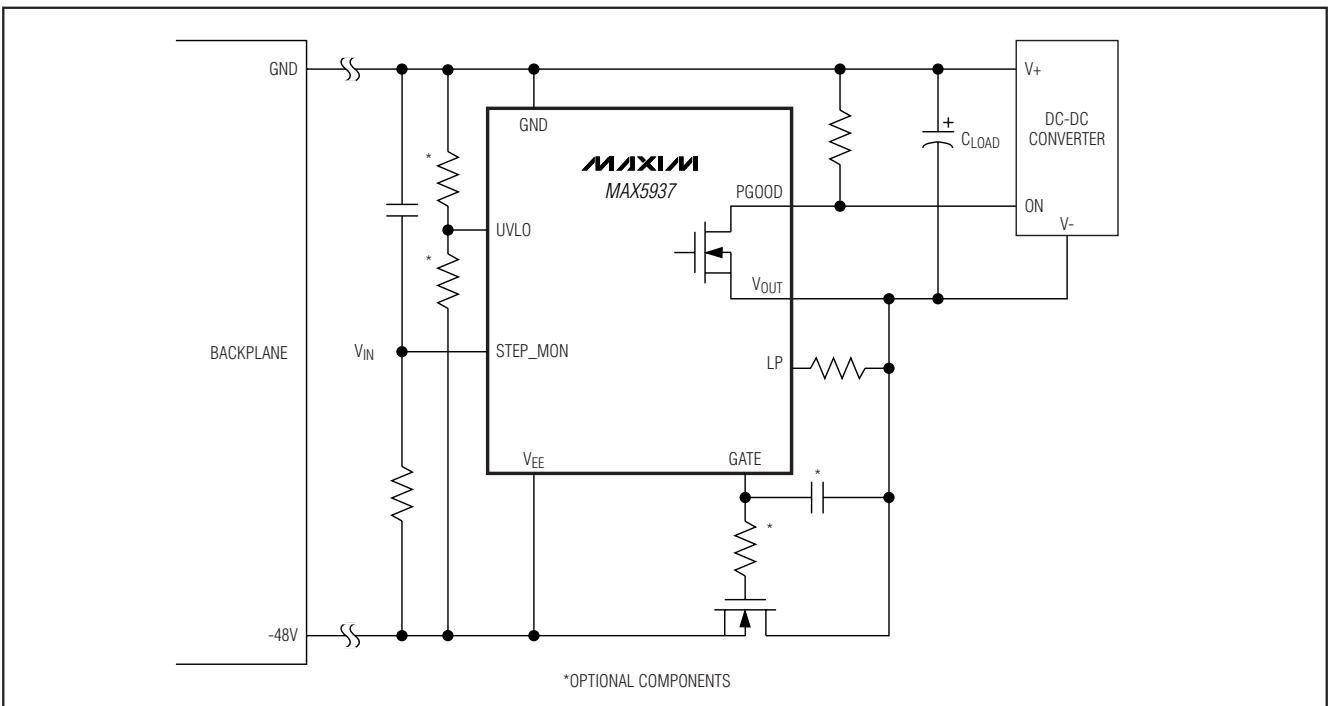 GND
V+
GND
DC-DC
CONVERTER
+
CLOAD
*
MAXIM
MAX5937
PGOOD
ON
V-
UVLO
*
VOUT
BACKPLANE
VIN
STEP_MON
LP
VEE
GATE
*
*
-48V
*OPTIONAL COMPONENTS